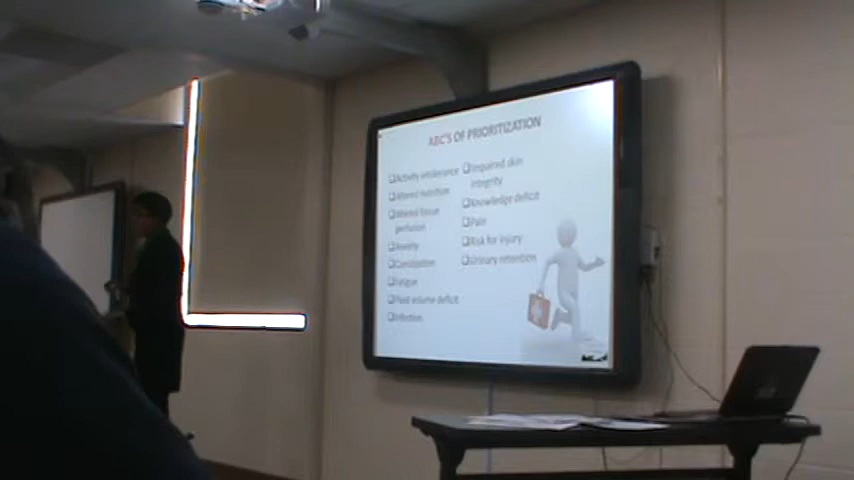 ABC'S OF PRIORITIZATION
❑Activity intolerance
❑Altered nutrition
❑Altered tissue
perfusion
❑Anxiety
❑Constipation
❑Fatigue
❑Fluid volume deficit
❑Infection
❑Impaired skin
integrity
❑Knowledge deficit
❑Pain
❑Risk for injury
❑Urinary retention